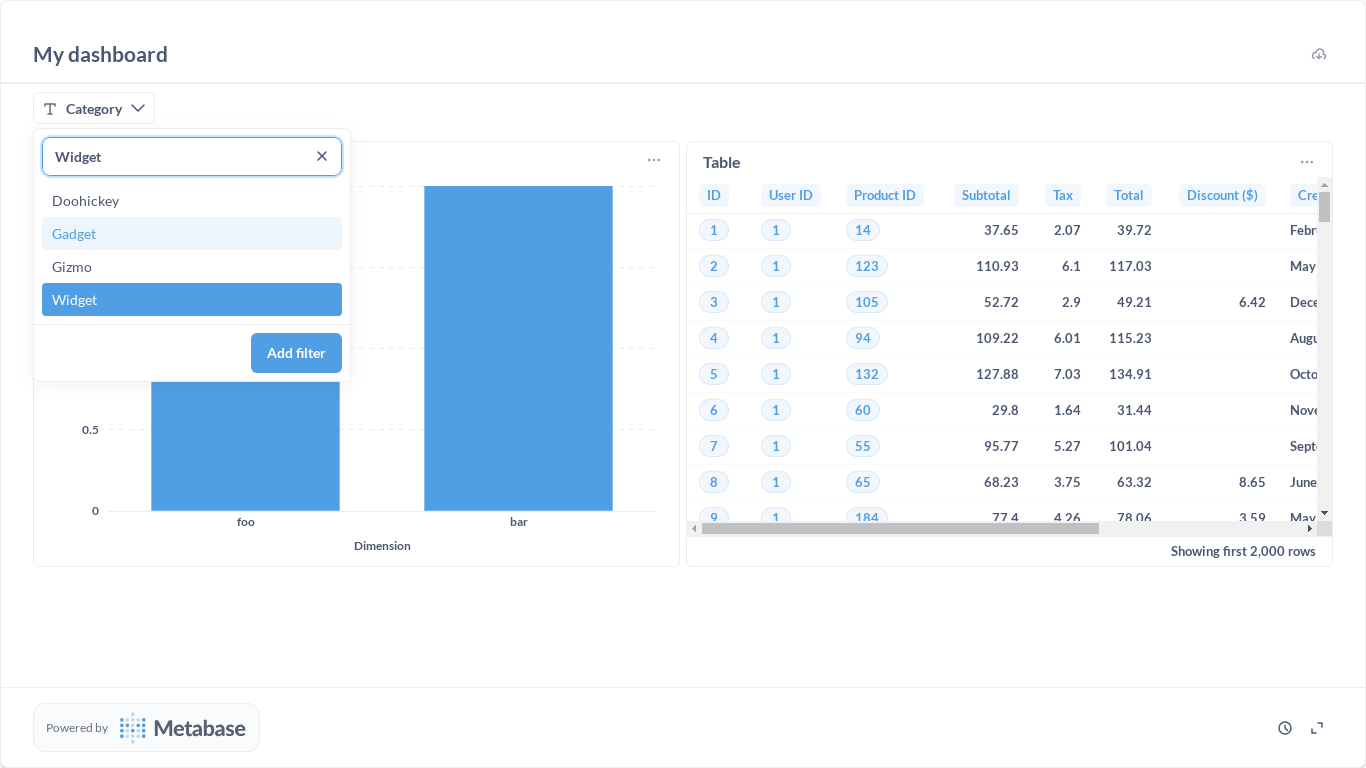 My dashboard
Category
Widget
Doohickey
Gadget
Gizmo
Widget
Add filter
0.5
0
foo bar
Dimension
Table
ID User ID Product ID Subtotal Tax Total Discount ($) Cre
1 1 14 37.65 2.07 39.72 Febr
2 1 123 110.93 6.1 117.03 May
3 1 105 52.72 2.9 49.21 6.42 Dece
4 1 94 109.22 6.01 115.23 Augu
5 1 132 127.88 7.03 134.91 Octo
6 1 60 29.8 1.64 31.44 Nove
7 1 55 95.77 5.27 101.04 Sept
8 1 65 68.23 3.75 63.32 8.65 June
9 1 184 77.4 4.26 78.06 3.59 May
Showing first 2,000 rows
Powered by Metabase